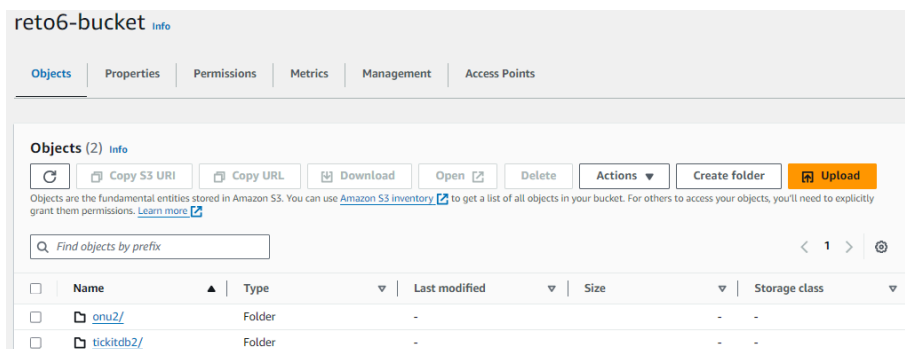 reto6-bucket Info
Objects Properties Permissions Metrics Management Access Points
Objects (2) Info
Copy S3 URI Copy URL Download Open Delete Actions Create folder Upload
Objects are the fundamental entities stored in Amazon S3. You can use Amazon S3 inventory to get a list of all objects in your bucket. For others to access your objects, you'll need to explicitly
grant them permissions. Learn more
Find objects by prefix 1
Name Type Last modified Size Storage class
onu2/ Folder - - -
tickitdb2/ Folder - - -